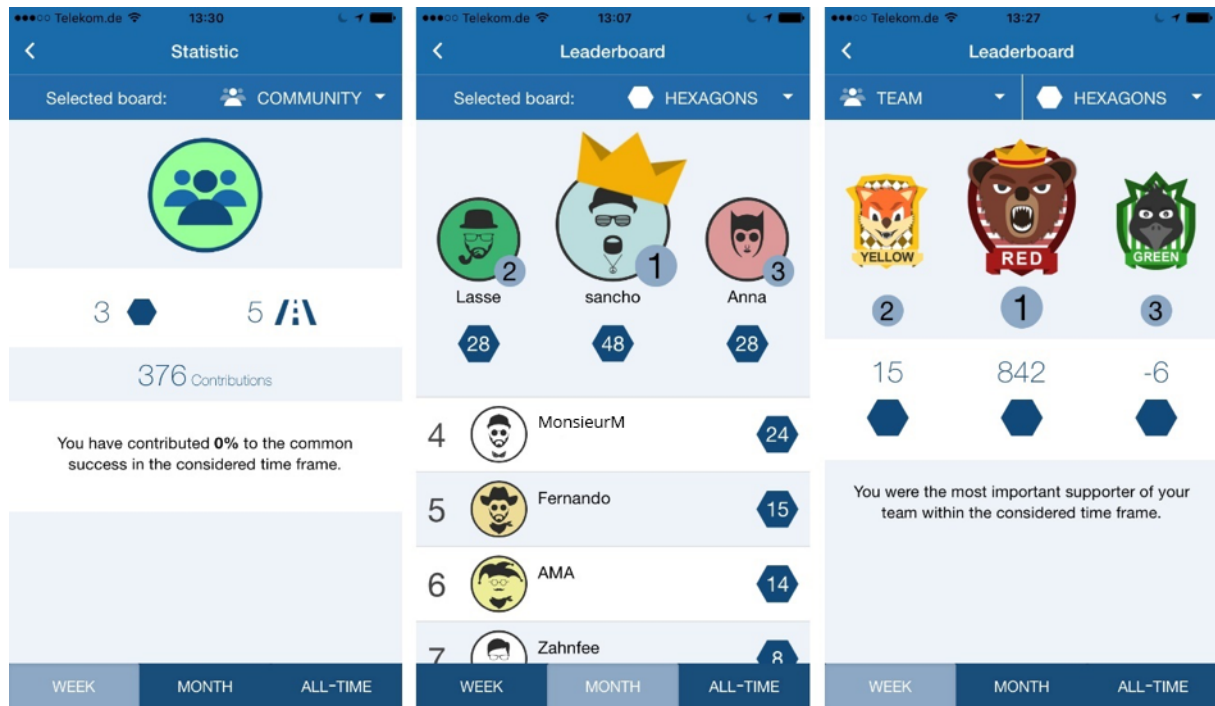 ●●●○○ Telekom.de 13:30
Statistic
Selected board: COMMUNITY
3 5
376 Contributions
You have contributed 0% to the common
success in the considered time frame.
WEEK MONTH ALL-TIME
●●●○○ Telekom.de 13:07
Leaderboard
Selected board: HEXAGONS
2 1 3
Lasse sancho Anna
28 48 28
4 MonsieurM 24
5 Fernando 15
6 AMA 14
7 Zahnfee 8
WEEK MONTH ALL-TIME
●●●○○ Telekom.de 13:27
Leaderboard
TEAM HEXAGONS
YELLOW RED GREEN
2 1 3
15 842 -6
You were the most important supporter of your
team within the considered time frame.
WEEK MONTH ALL-TIME